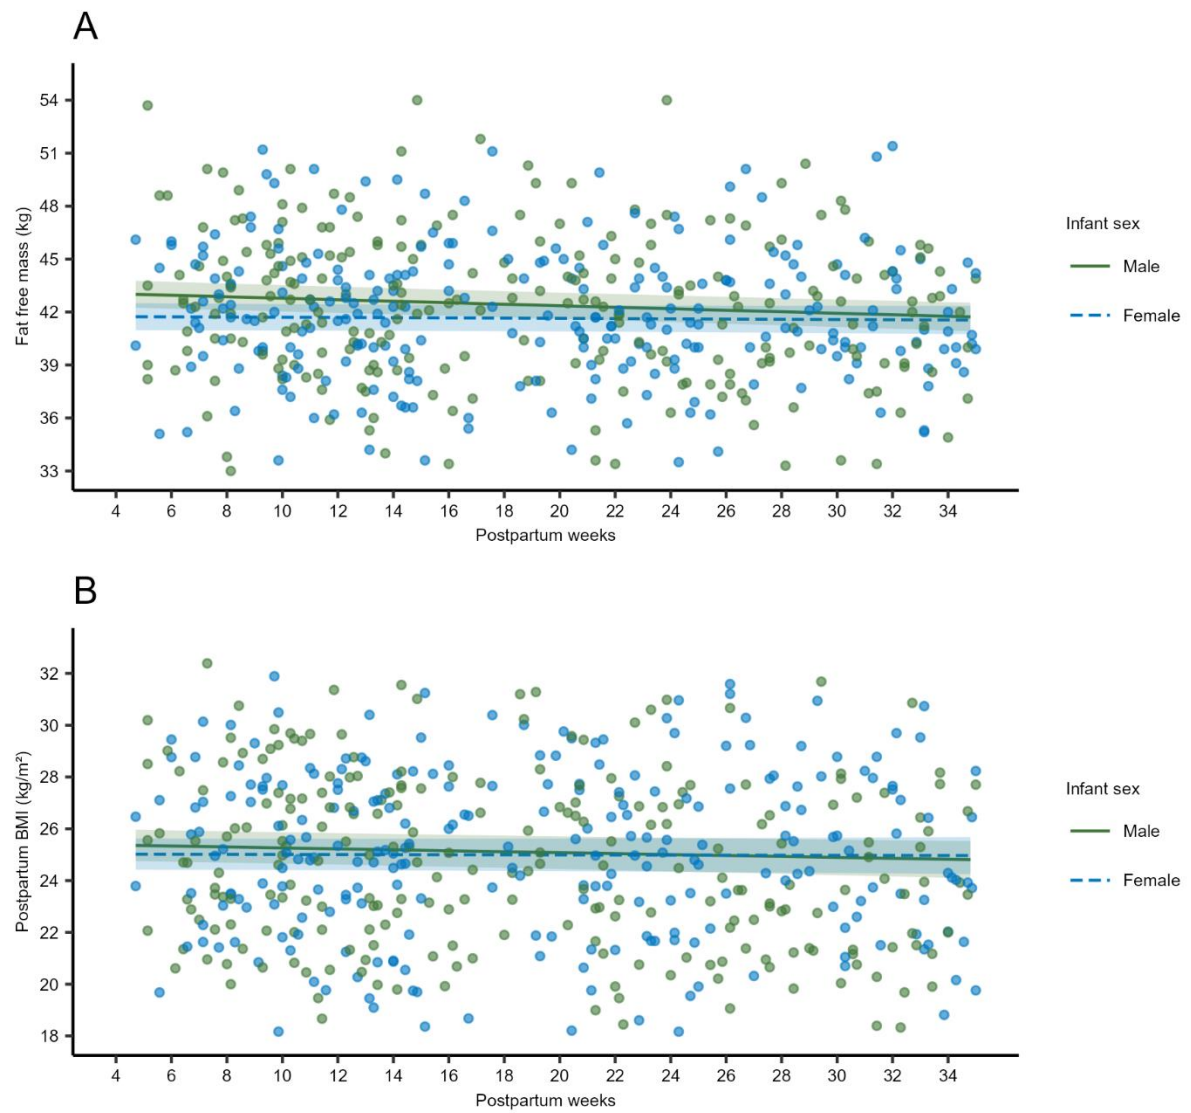 A
54
51
48
45
42
39
36
33
Fat free mass (kg)
4 6 8 10 12 14 16 18 20 22 24 26 28 30 32 34
Postpartum weeks
Infant sex
Male
Female
B
32
30
28
26
24
22
20
18
Postpartum BMI (kg/m²)
4 6 8 10 12 14 16 18 20 22 24 26 28 30 32 34
Postpartum weeks
Infant sex
Male
Female